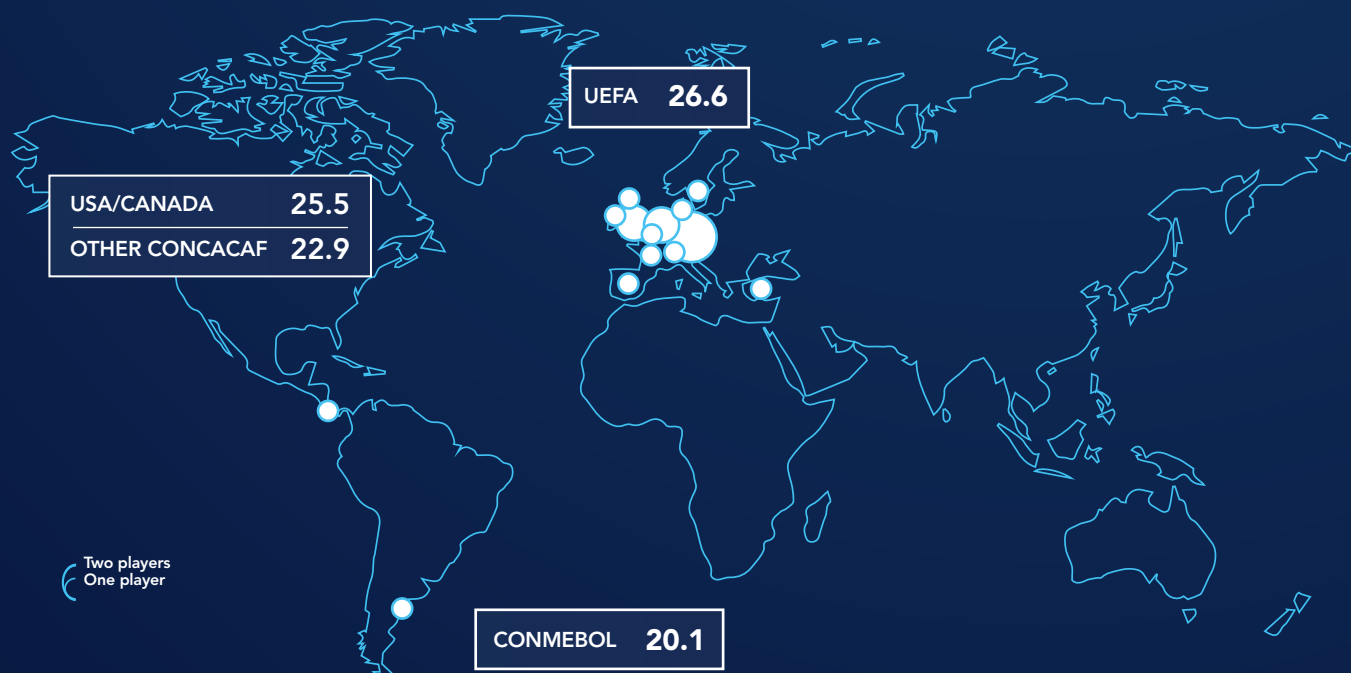 UEFA 26.6
USA/CANADA 25.5
OTHER CONCACAF 22.9
Two players
One player
CONMEBOL 20.1